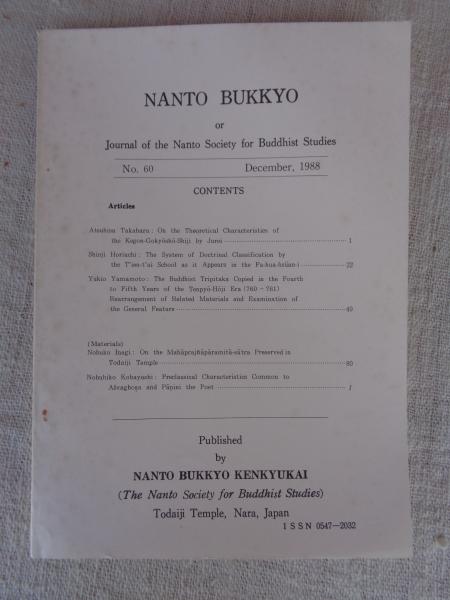 NANTO BUKKYO
or
Journal of the Nanto Society for Buddhist Studies
No. 60 December, 1988
CONTENTS
Articles
Atsuhisa Takabaru : On the Theoretical Characteristics of
the Kegon-Gokyōshō-Shiji by Jurei 1
Shinji Horiuchi : The System of Doctrinal Classification by
the T'ien-t'ai School as it Appears in the Fa-hua-hsüan-i 22
Yukio Yamamoto : The Buddhist Tripitaka Copied in the Fourth
to Fifth Years of the Tenpyō-Hōji Era (760 - 761)
Rearrangement of Related Materials and Examination of
the General Feature 49
(Materials)
Nobuko Inagi : On the Mahāprajñāpāramitā-sūtra Preserved in
Todaiji Temple 80
Nobuhiko Kobayashi : Preclassical Characteristics Common to
Aśvaghoṣa and Pāṇini the Poet 1
Published
by
NANTO BUKKYO KENKYUKAI
(The Nanto Society for Buddhist Studies)
Todaiji Temple, Nara, Japan
ISSN 0547-2032